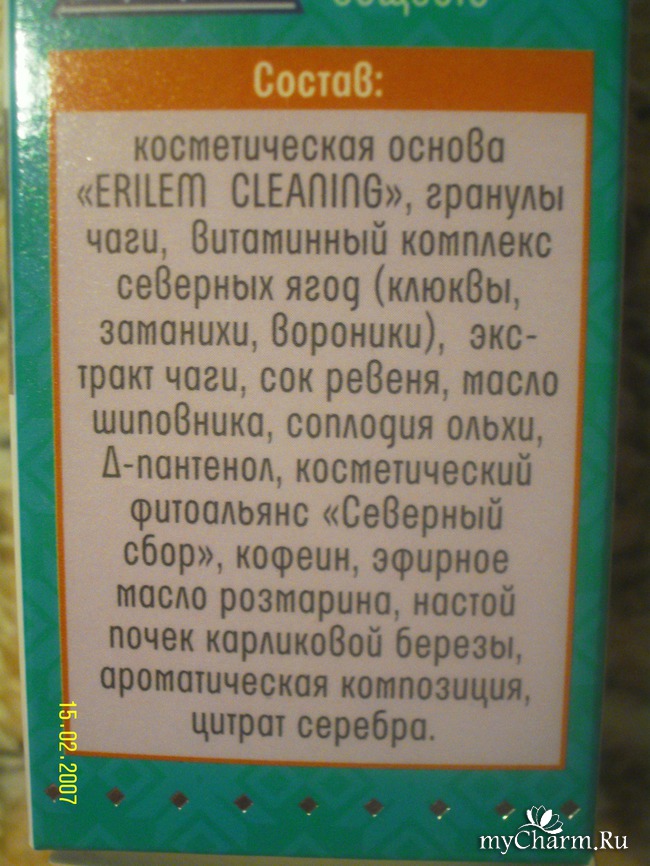 Состав:
косметическая основа
«ERILEM CLEANING», гранулы
чаги, витаминный комплекс
северных ягод (клюквы,
заманихи, вороники), экс-
тракт чаги, сок ревеня, масло
шиповника, соплодия ольхи,
Д-пантенол, косметический
фитоальянс «Северный
сбор», кофеин, эфирное
масло розмарина, настой
почек карликовой березы,
ароматическая композиция,
цитрат серебра.
15.02.2007
myCharm.Ru